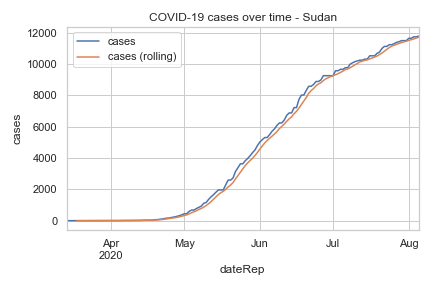 COVID-19 cases over time - Sudan
cases
cases (rolling)
12000
10000
8000
6000
4000
2000
0
cases
Apr
2020
May
Jun
Jul
Aug
dateRep